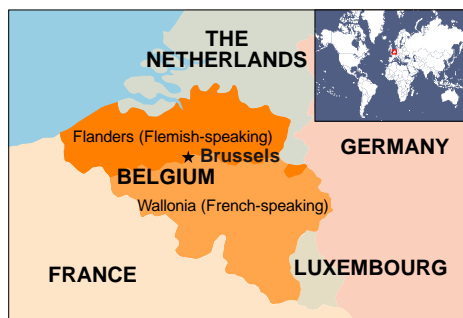 THE
NETHERLANDS
Flanders (Flemish-speaking)
Brussels
GERMANY
BELGIUM
Wallonia (French-speaking)
FRANCE
LUXEMBOURG